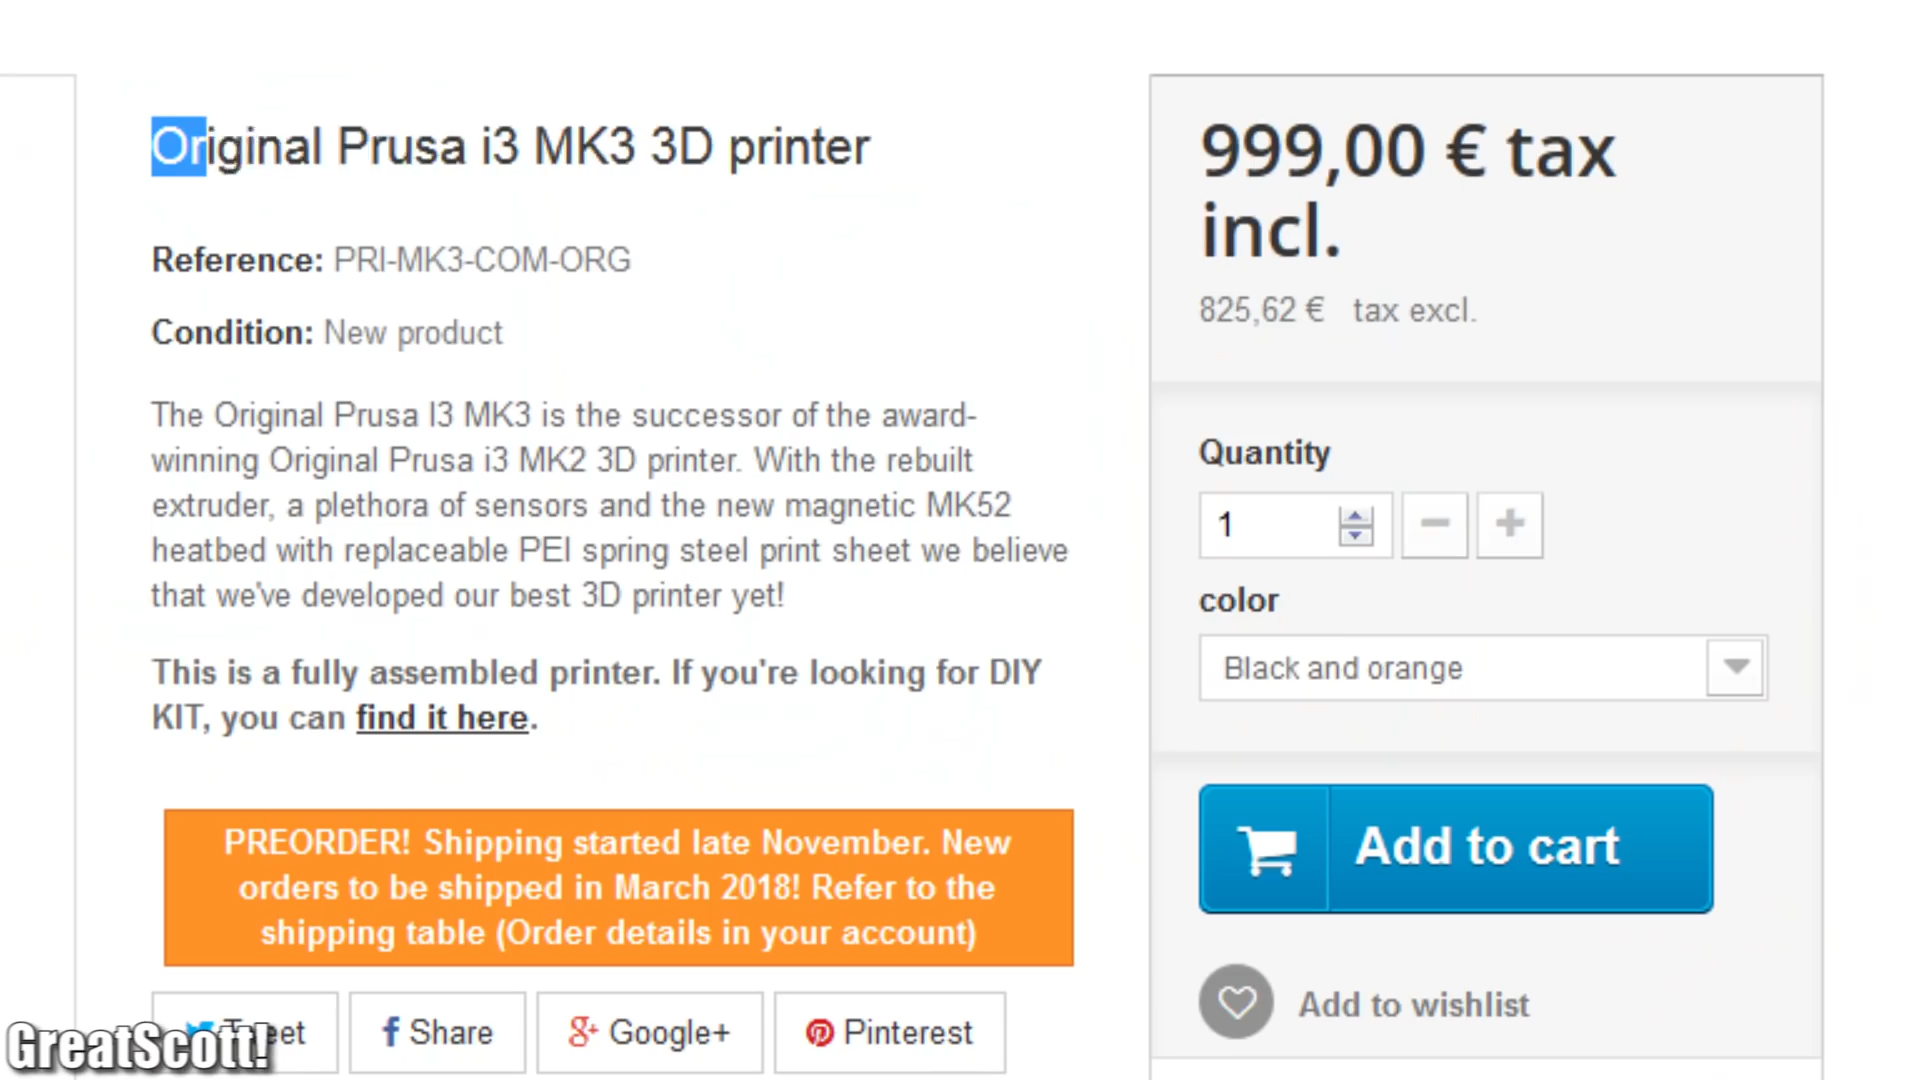 Original Prusa i3 MK3 3D printer
Reference: PRI-MK3-COM-ORG
Condition: New product
The Original Prusa I3 MK3 is the successor of the award-
winning Original Prusa i3 MK2 3D printer. With the rebuilt
extruder, a plethora of sensors and the new magnetic MK52
heatbed with replaceable PEI spring steel print sheet we believe
that we've developed our best 3D printer yet!
This is a fully assembled printer. If you're looking for DIY
KIT, you can find it here.
PREORDER! Shipping started late November. New
orders to be shipped in March 2018! Refer to the
shipping table (Order details in your account)
Tweet
Share
Google+
Pinterest
999,00 € tax
incl.
825,62 € tax excl.
Quantity
1
color
Black and orange
Add to cart
Add to wishlist
GreatScott!